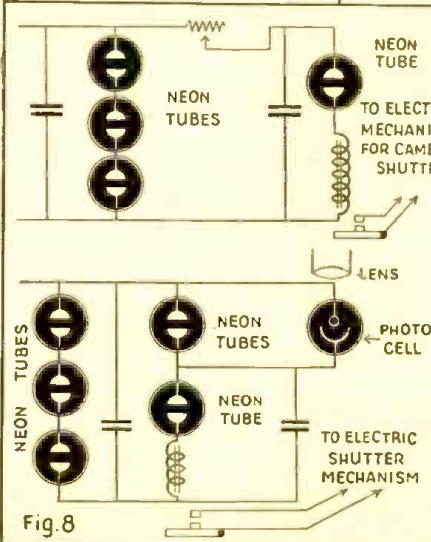 NEON
TUBES
NEON
TUBE
TO ELECT
MECHANI
FOR CAME
SHUTTE
LENS
PHOTO
CELL
NEON TUBES
NEON
TUBES
NEON
TUBE
TO ELECTRIC
SHUTTER
MECHANISM
Fig.8